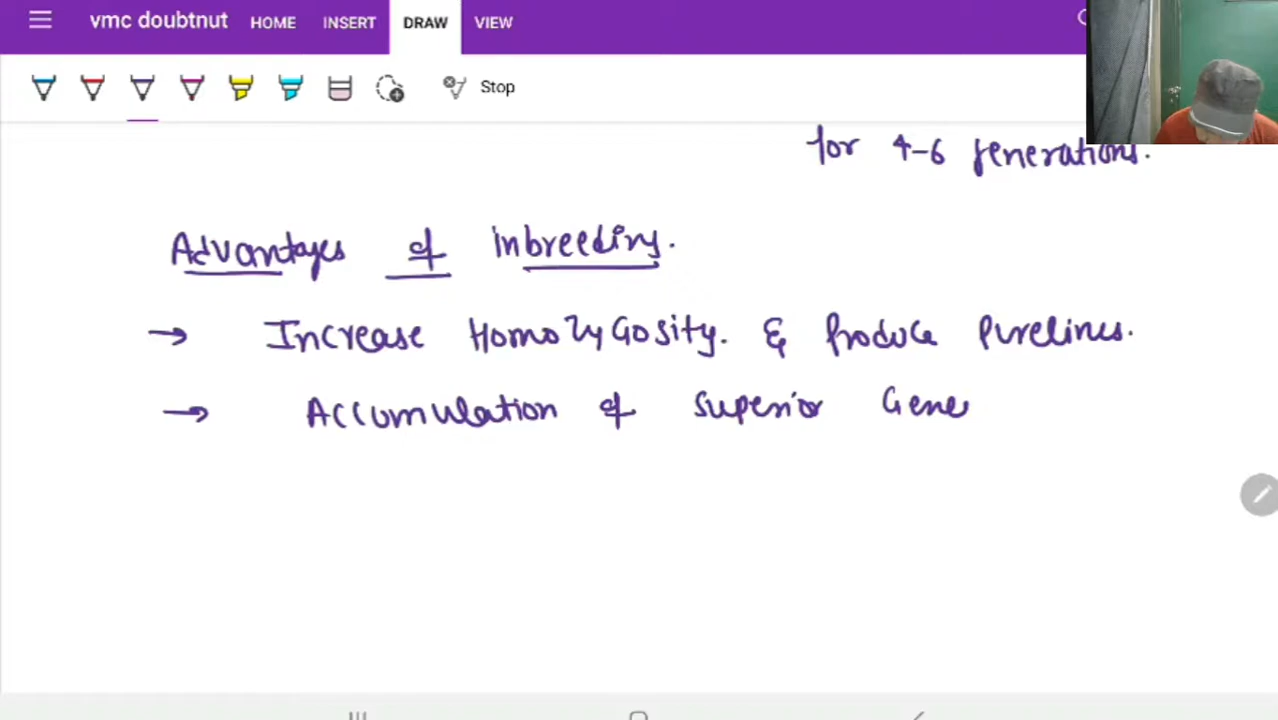 vmc doubtnut HOME INSERT DRAW VIEW
Stop
for 4-6 generations.
Advantages of inbreeding.
→ Increase HomoZyGosity. & Produce Purelines.
→ Accumulation of Superior Gene